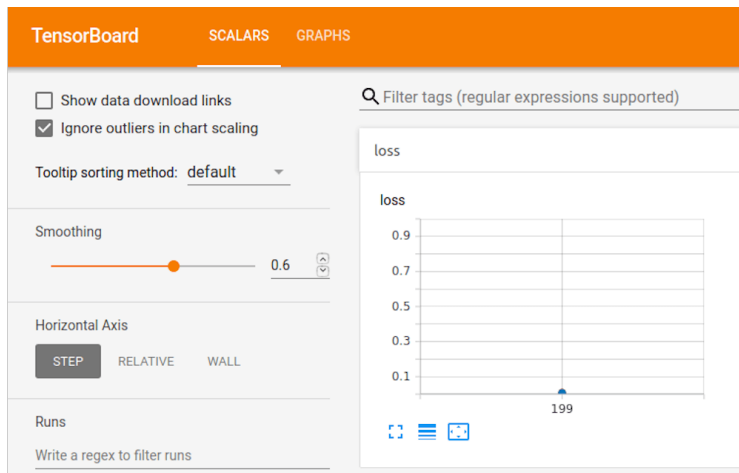 TensorBoard SCALARS GRAPHS
Show data download links
Ignore outliers in chart scaling
Tooltip sorting method: default
Smoothing
0.6
Horizontal Axis
STEP RELATIVE WALL
Runs
Write a regex to filter runs
Filter tags (regular expressions supported)
loss
loss
0.9
0.7
0.5
0.3
0.1
199